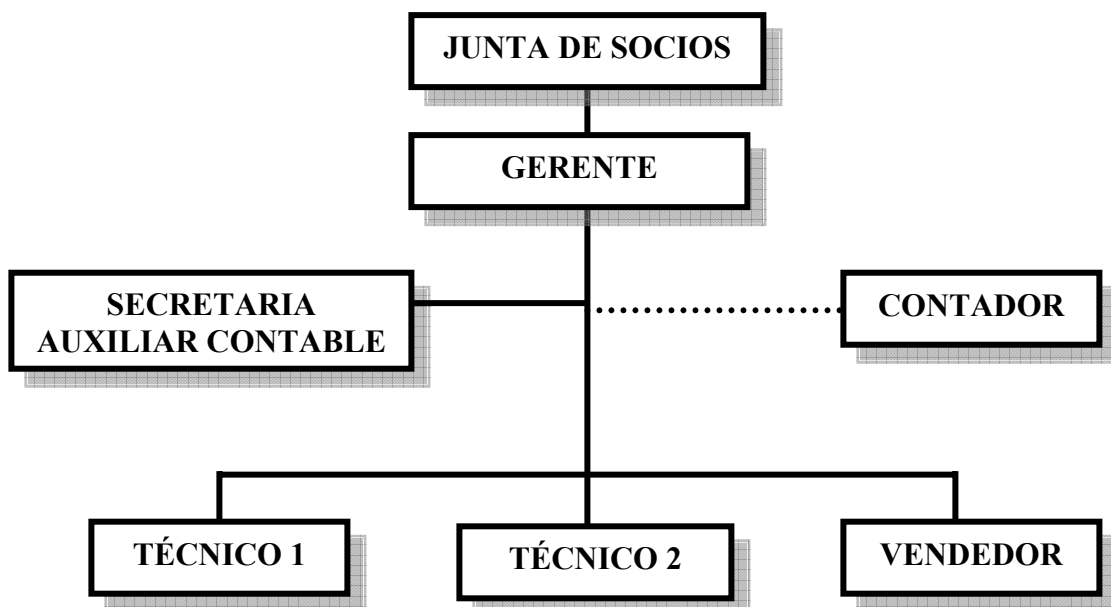 JUNTA DE SOCIOS
GERENTE
SECRETARIA
AUXILIAR CONTABLE
CONTADOR
TÉCNICO 1
TÉCNICO 2
VENDEDOR